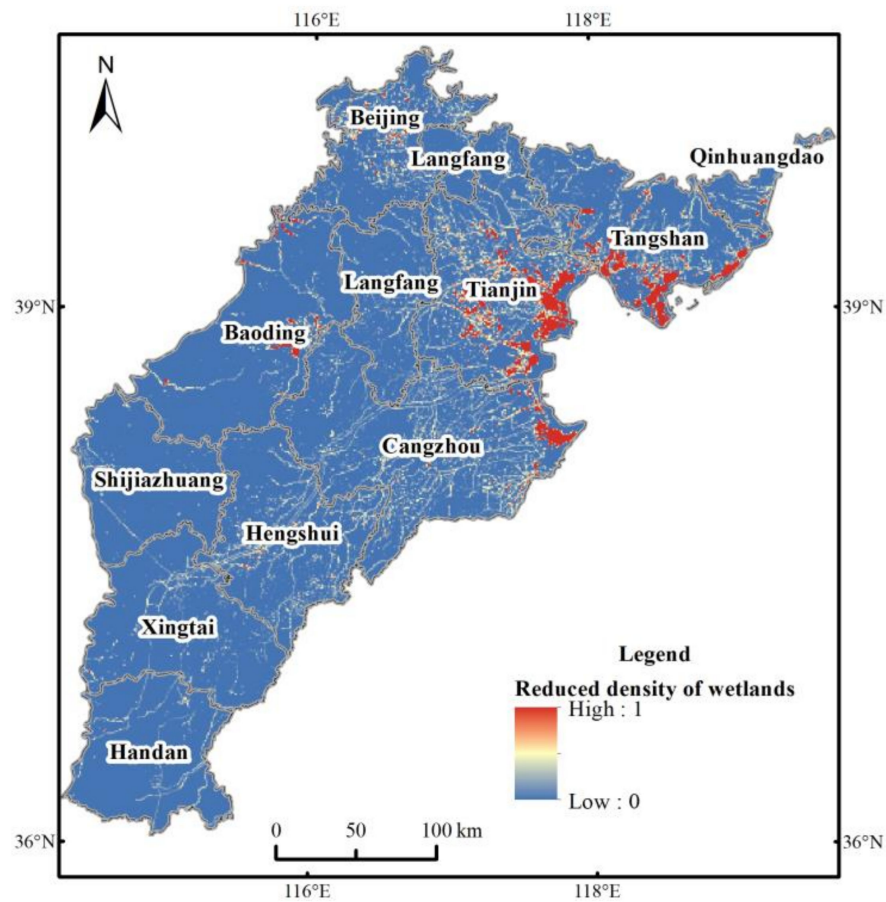 116°E 118°E
N
Beijing
Langfang
Qinhuangdao
Tangshan
Langfang
Tianjin
39°N 39°N
Baoding
Cangzhou
Shijiazhuang
Hengshui
Xingtai
Legend
Reduced density of wetlands
High : 1
Handan
Low : 0
0 50 100 km
36°N 36°N
116°E 118°E